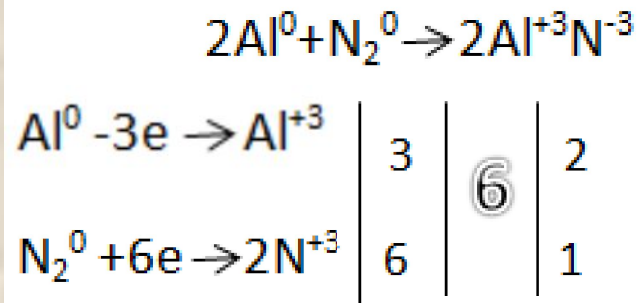 2Al⁰+N₂⁰→2Al⁺³N⁻³
Al⁰ -3e →Al⁺³ | 3 | 6 | 2
N₂⁰ +6e→2N⁺³ | 6 | 1